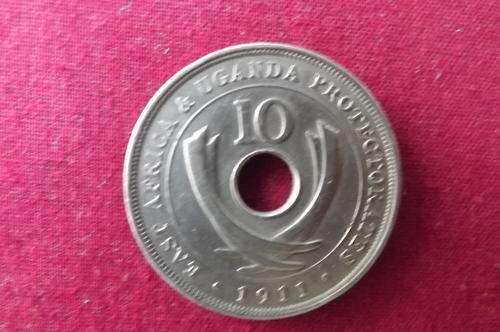 EAST AFRICA & UGANDA PROTECTORATES
10
· 1911 ·